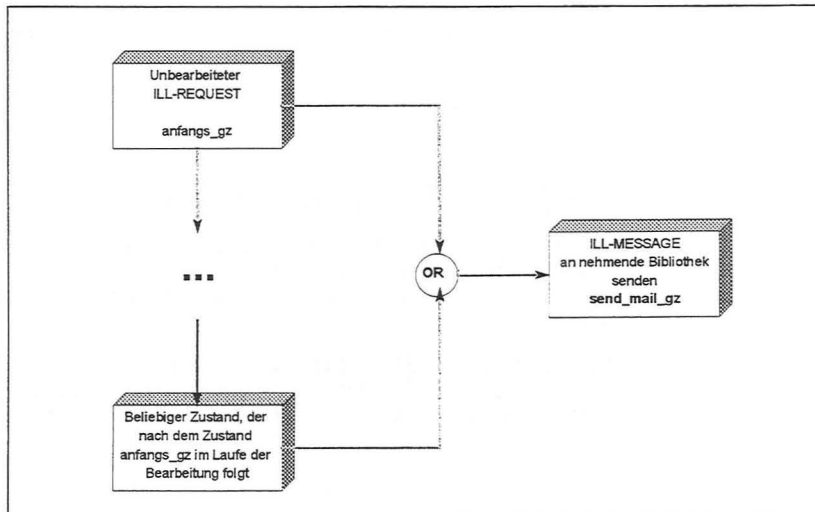 Unbearbeiteter
ILL-REQUEST
anfangs_gz
...
OR
ILL-MESSAGE
an nehmende Bibliothek
senden
send_mail_gz
Beliebiger Zustand, der
nach dem Zustand
anfangs_gz im Laufe der
Bearbeitung folgt